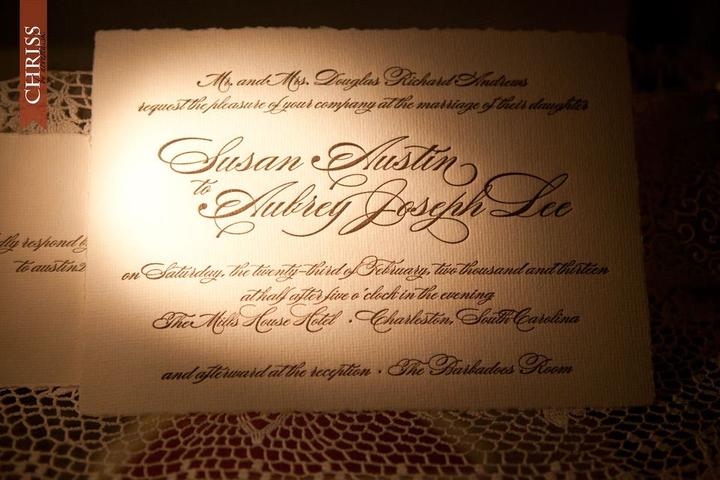 CHRISS
Mr. and Mrs. Douglas Richard Andrews
request the pleasure of your company at the marriage of their daughter
Susan Austin
to
Aubrey Joseph Lee
on Saturday, the twenty-third of February, two thousand and thirteen
at half after five o'clock in the evening
The Mills House Hotel · Charleston, South Carolina
and afterward at the reception · The Barbadoes Room
respond
to austin2